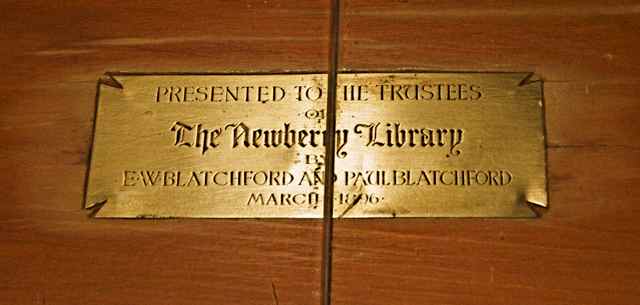 PRESENTED TO THE TRUSTEES
OF
The Newberry Library
BY
E·W·BLATCHFORD AND PAUL BLATCHFORD
MARCH 1896·